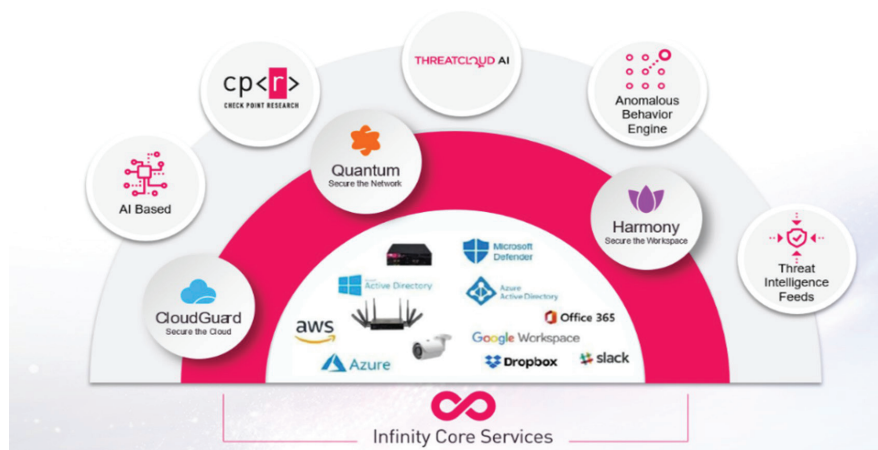 THREATCLOUD AI
cp<r>
CHECK POINT RESEARCH
Anomalous
Behavior
Engine
AI Based
Quantum
Secure the Network
Harmony
Secure the Workspace
Threat
Intelligence
Feeds
CloudGuard
Secure the Cloud
Microsoft
Defender
Active Directory
Azure
Active Directory
Office 365
aws
Google Workspace
Azure
Dropbox
slack
Infinity Core Services